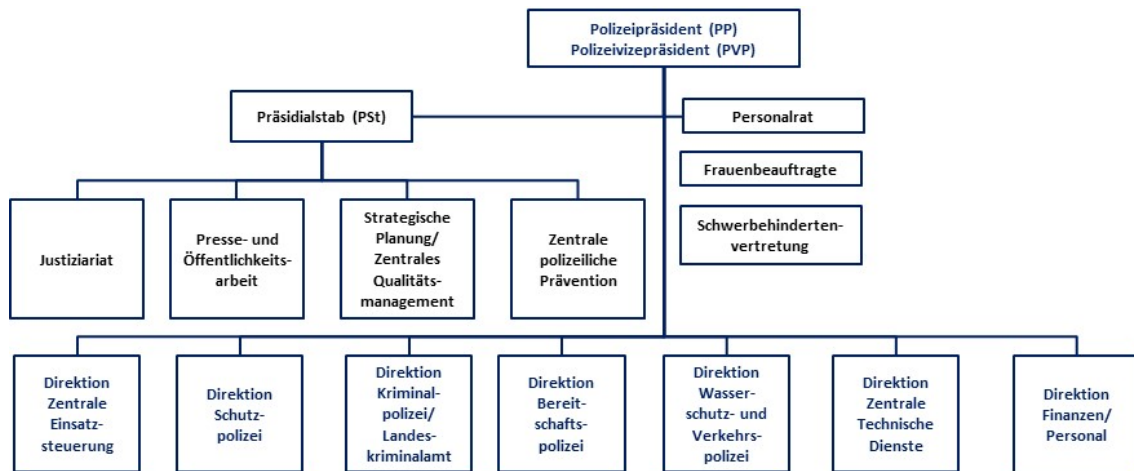 Polizeipräsident (PP)
Polizeivizepräsident (PVP)
Präsidialstab (PSt)
Personalrat
Frauenbeauftragte
Schwerbehinderten-
vertretung
Justiziariat
Presse- und
Öffentlichkeits-
arbeit
Strategische
Planung/
Zentrales
Qualitäts-
management
Zentrale
polizeiliche
Prävention
Direktion
Zentrale
Einsatz-
steuerung
Direktion
Schutz-
polizei
Direktion
Kriminal-
polizei/
Landes-
kriminalamt
Direktion
Bereit-
schafts-
polizei
Direktion
Wasser-
schutz- und
Verkehrs-
polizei
Direktion
Zentrale
Technische
Dienste
Direktion
Finanzen/
Personal